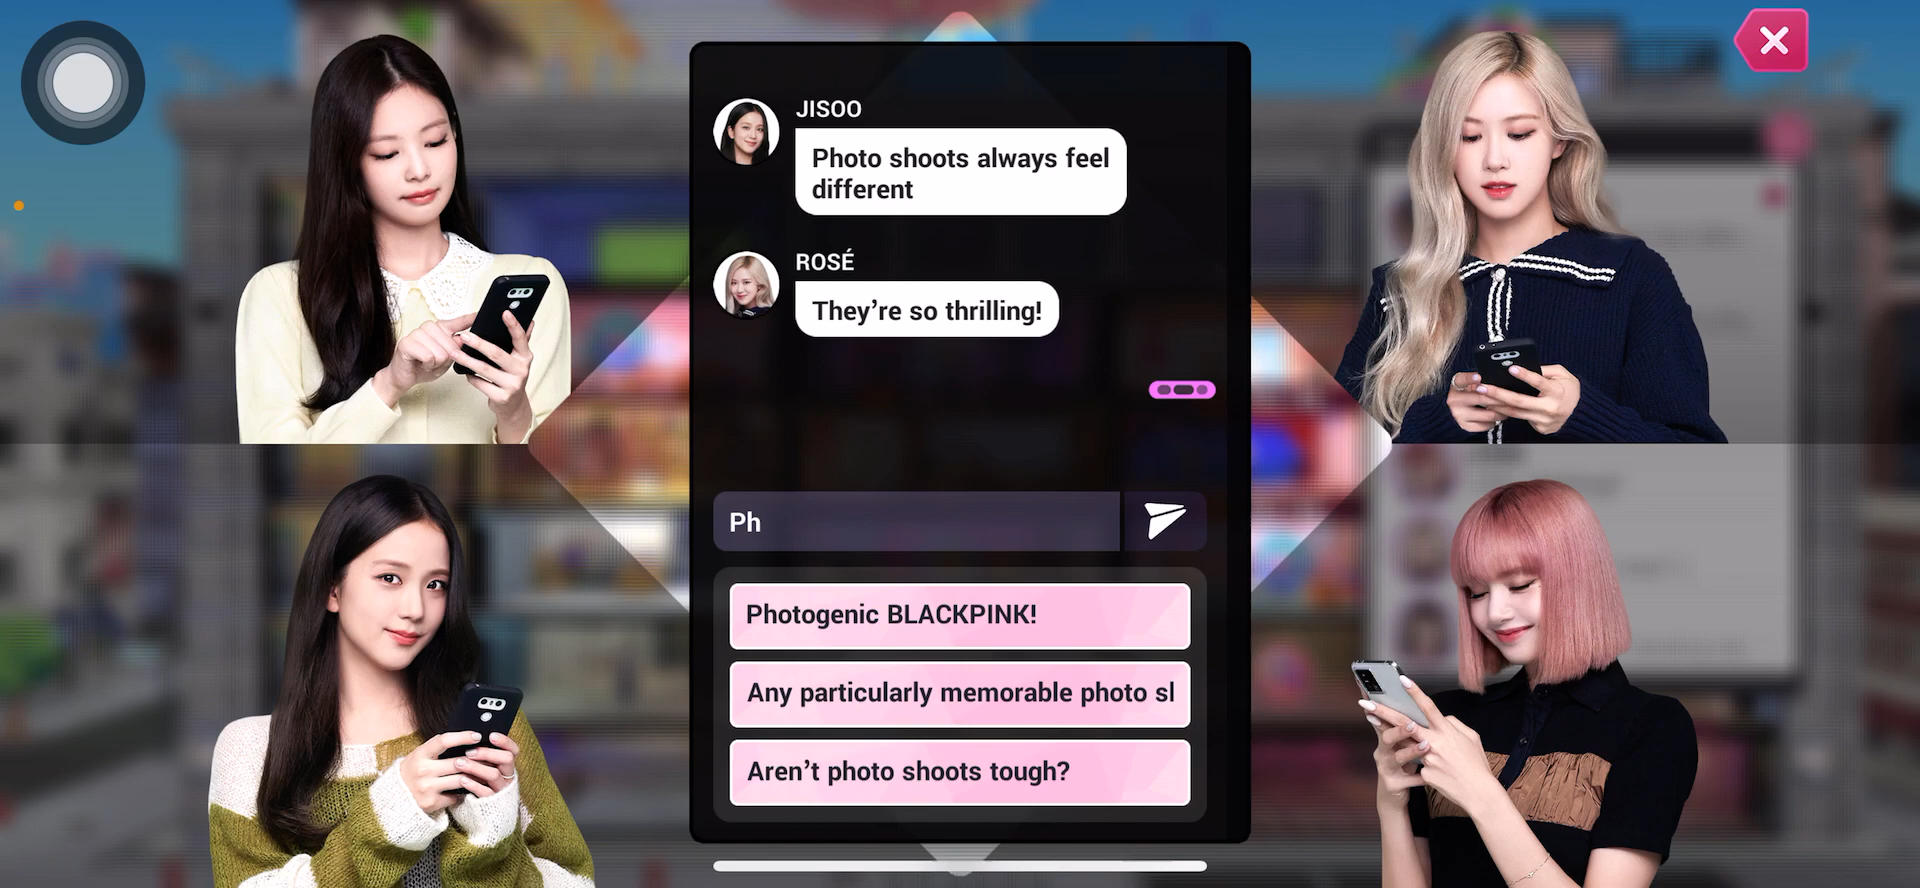 JISOO
Photo shoots always feel
different
ROSÉ
They're so thrilling!
Ph
Photogenic BLACKPINK!
Any particularly memorable photo sl
Aren't photo shoots tough?